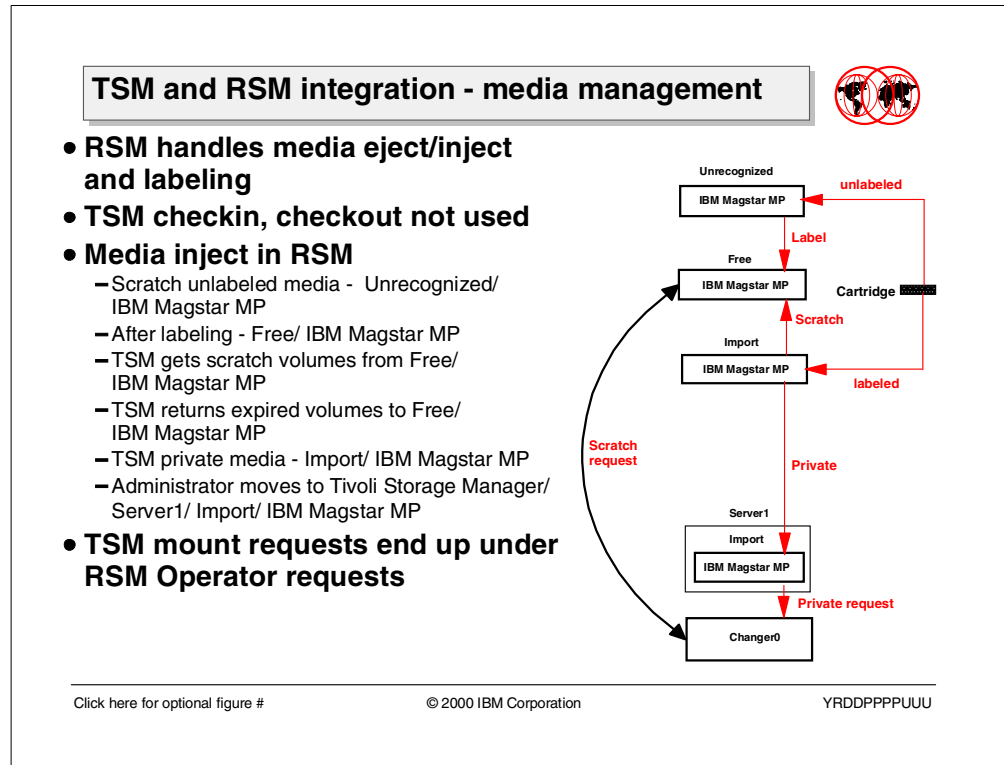 TSM and RSM integration - media management
• RSM handles media eject/inject
and labeling
• TSM checkin, checkout not used
• Media inject in RSM
– Scratch unlabeled media -  Unrecognized/
IBM Magstar MP
– After labeling - Free/ IBM Magstar MP
– TSM gets scratch volumes from Free/
IBM Magstar MP
– TSM returns expired volumes to Free/
IBM Magstar MP
– TSM private media - Import/ IBM Magstar MP
– Administrator moves to Tivoli Storage Manager/
Server1/ Import/ IBM Magstar MP
• TSM mount requests end up under
RSM Operator requests
Unrecognized
IBM Magstar MP
unlabeled
Label
Free
IBM Magstar MP
Cartridge
Scratch
Import
IBM Magstar MP
labeled
Scratch
request
Private
Server1
Import
IBM Magstar MP
Private request
Changer0
Click here for optional figure #
© 2000 IBM Corporation
YRDDPPPPUUU